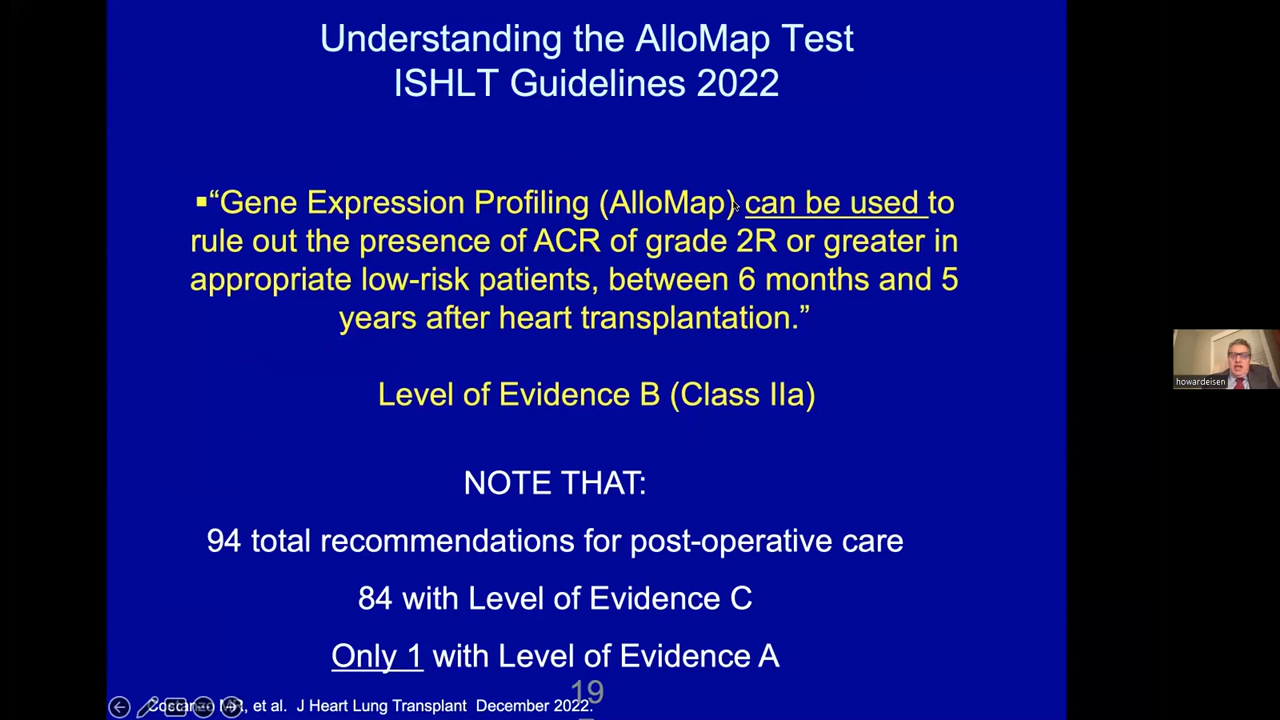 Understanding the AlloMap Test
ISHLT Guidelines 2022
▪“Gene Expression Profiling (AlloMap) can be used to
rule out the presence of ACR of grade 2R or greater in
appropriate low-risk patients, between 6 months and 5
years after heart transplantation.”
Level of Evidence B (Class IIa)
NOTE THAT:
94 total recommendations for post-operative care
84 with Level of Evidence C
Only 1 with Level of Evidence A
19
et al. J Heart Lung Transplant December 2022.
howardeisen